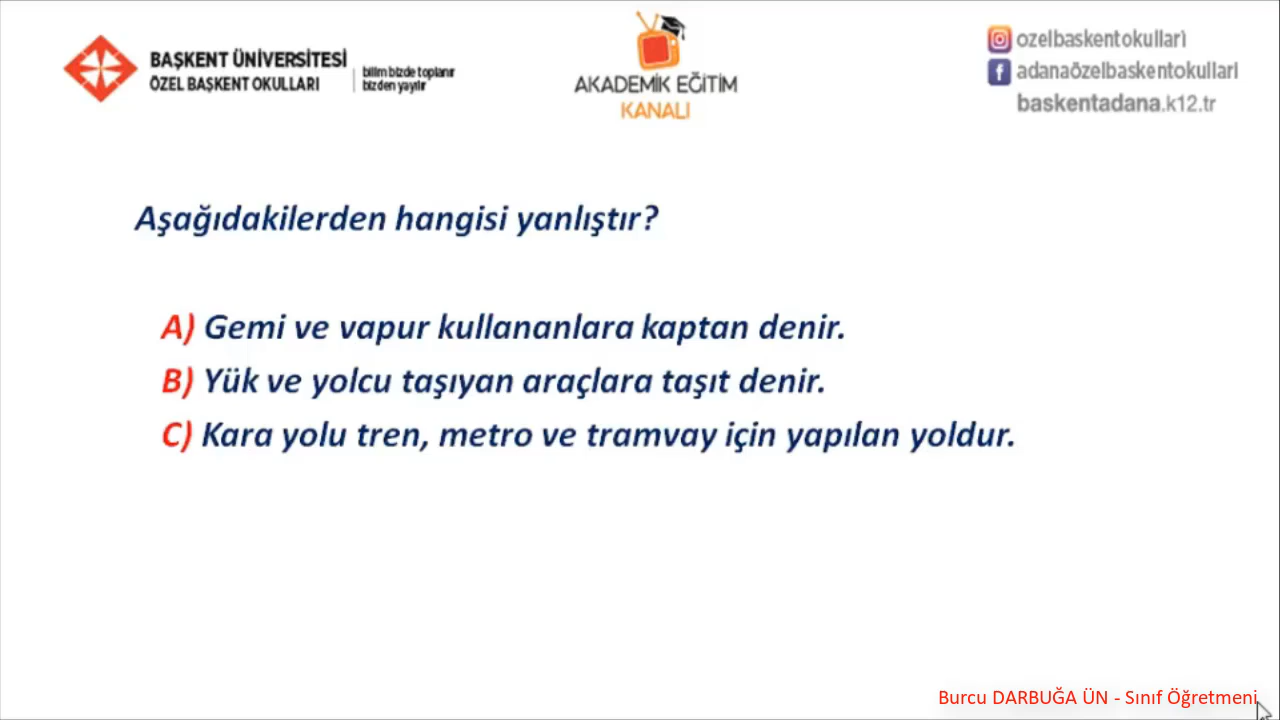 BAŞKENT ÜNİVERSİTESİ
ÖZEL BAŞKENT OKULLARI
bilim bizde toplanır
bizden yayılır
AKADEMİK EĞİTİM
KANALI
ozelbaskentokulları
adanaözelbaskentokulları
baskentadana.k12.tr
Aşağıdakilerden hangisi yanlıştır?
A) Gemi ve vapur kullananlara kaptan denir.
B) Yük ve yolcu taşıyan araçlara taşıt denir.
C) Kara yolu tren, metro ve tramvay için yapılan yoldur.
Burcu DARBUĞA ÜN - Sınıf Öğretmeni